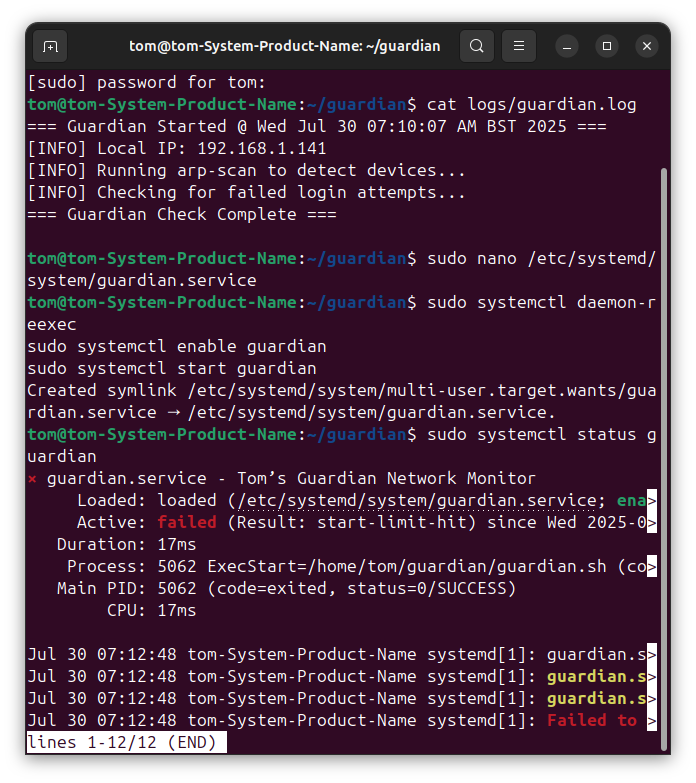 tom@tom-System-Product-Name: ~/guardian
[sudo] password for tom:
tom@tom-System-Product-Name:~/guardian$ cat logs/guardian.log
=== Guardian Started @ Wed Jul 30 07:10:07 AM BST 2025 ===
[INFO] Local IP: 192.168.1.141
[INFO] Running arp-scan to detect devices...
[INFO] Checking for failed login attempts...
=== Guardian Check Complete ===
tom@tom-System-Product-Name:~/guardian$ sudo nano /etc/systemd/
system/guardian.service
tom@tom-System-Product-Name:~/guardian$ sudo systemctl daemon-r
eexec
sudo systemctl enable guardian
sudo systemctl start guardian
Created symlink /etc/systemd/system/multi-user.target.wants/gua
rdian.service → /etc/systemd/system/guardian.service.
tom@tom-System-Product-Name:~/guardian$ sudo systemctl status g
uardian
× guardian.service - Tom’s Guardian Network Monitor
Loaded: loaded (/etc/systemd/system/guardian.service; ena>
Active: failed (Result: start-limit-hit) since Wed 2025-0>
Duration: 17ms
Process: 5062 ExecStart=/home/tom/guardian/guardian.sh (co>
Main PID: 5062 (code=exited, status=0/SUCCESS)
CPU: 17ms
Jul 30 07:12:48 tom-System-Product-Name systemd[1]: guardian.s>
Jul 30 07:12:48 tom-System-Product-Name systemd[1]: guardian.s>
Jul 30 07:12:48 tom-System-Product-Name systemd[1]: guardian.s>
Jul 30 07:12:48 tom-System-Product-Name systemd[1]: Failed to >
lines 1-12/12 (END)